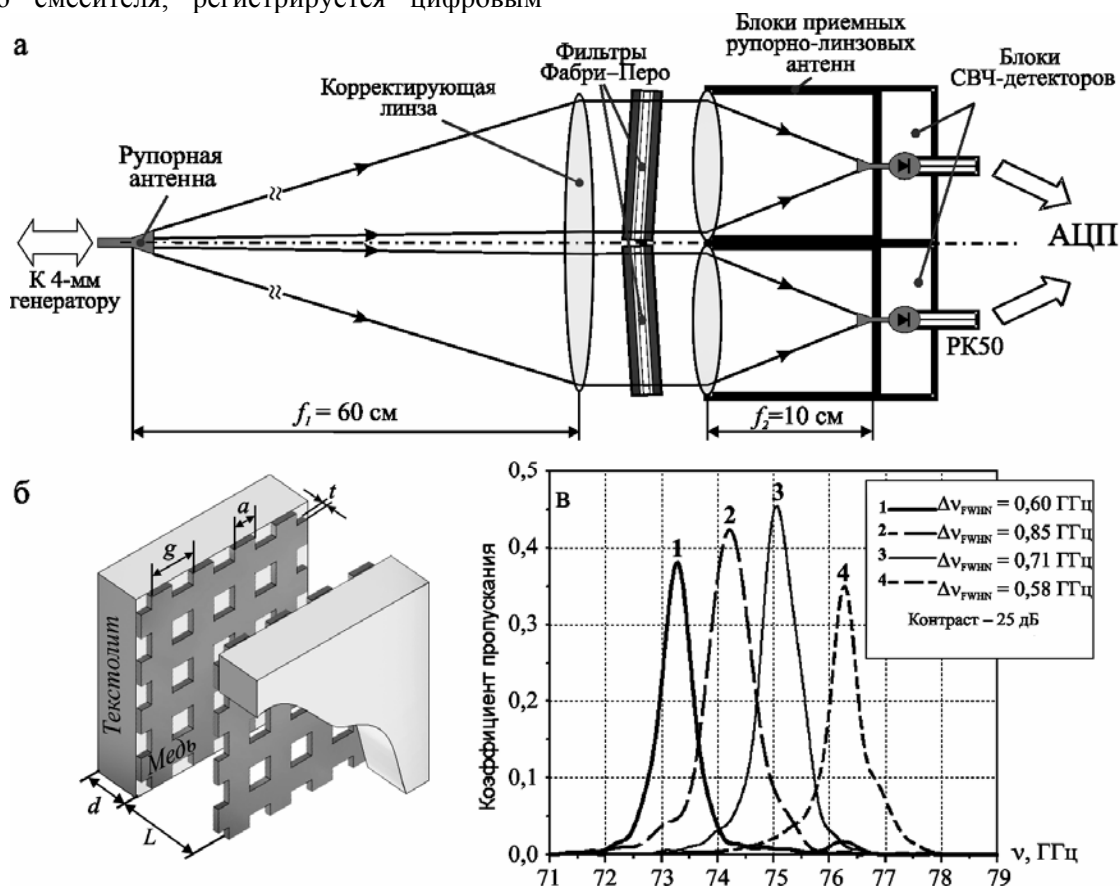 о смесителя, регистрируется цифровым
а
Фильтры
Фабри–Перо
Блоки приемных
рупорно-линзовых
антенн
Блоки
СВЧ-детекторов
Корректирующая
линза
Рупорная
антенна
К 4-мм
генератору
АЦП
РК50
f1 = 60 см
f2=10 см
б
t
a
g
Текстолит
Медь
d
L
в
Коэффициент пропускания
0,5
0,4
0,3
0,2
0,1
0,0
1
2
3
4
1 ΔνFWHN = 0,60 ГГц
2 ΔνFWHN = 0,85 ГГц
3 ΔνFWHN = 0,71 ГГц
4 ΔνFWHN = 0,58 ГГц
Контраст – 25 дБ
71 72 73 74 75 76 77 78 79
ν, ГГц